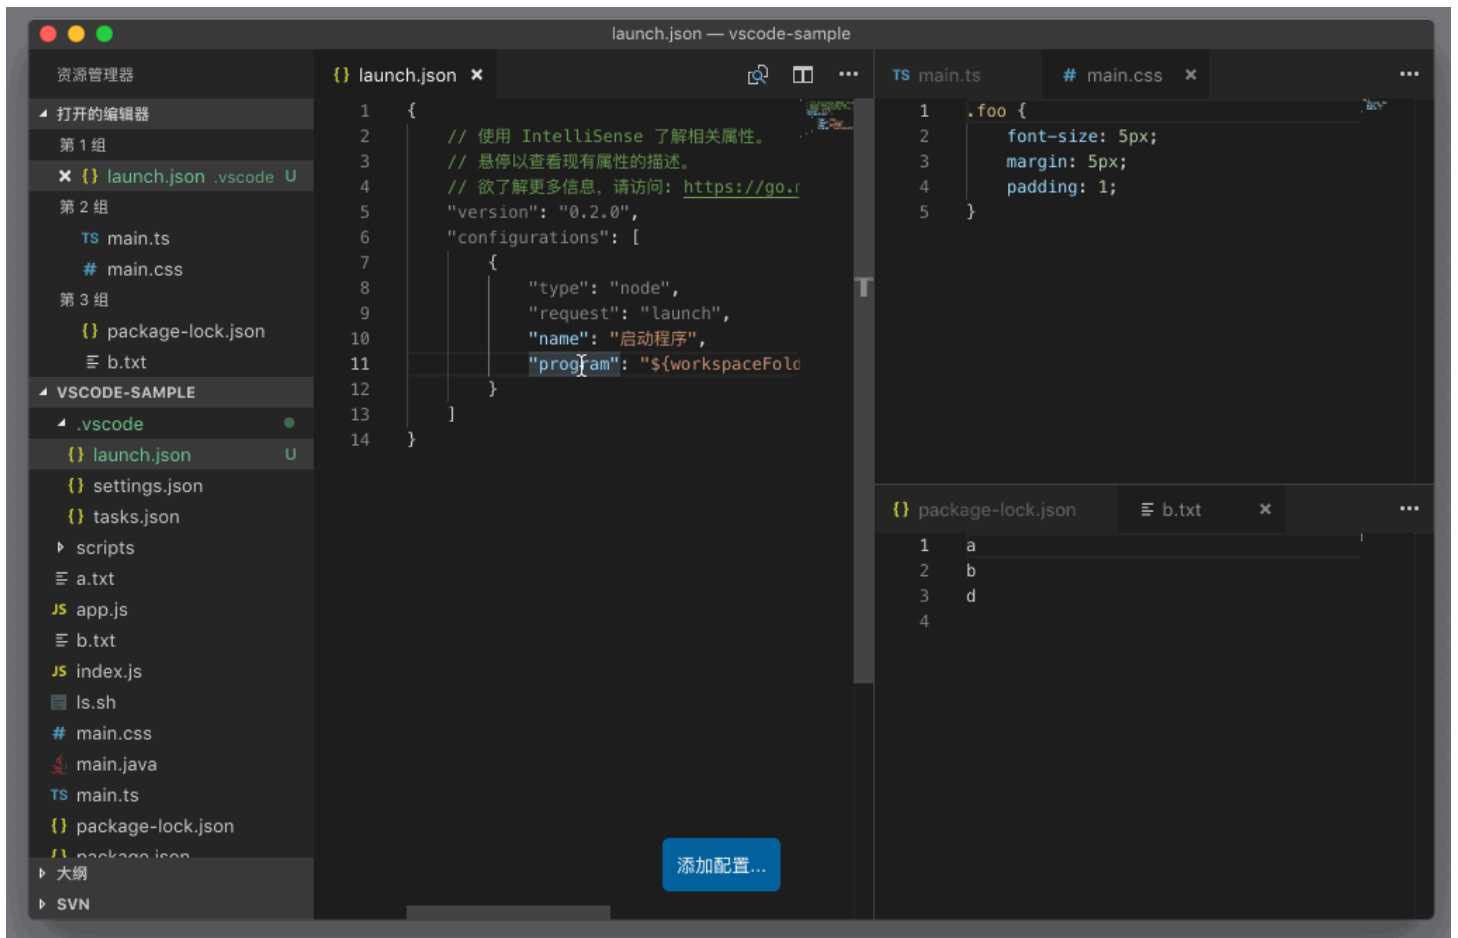 launch.json — vscode-sample
资源管理器
打开的编辑器
第 1 组
{} launch.json .vscode U
第 2 组
TS main.ts
# main.css
第 3 组
{} package-lock.json
b.txt
VSCODE-SAMPLE
.vscode
{} launch.json U
{} settings.json
{} tasks.json
scripts
a.txt
JS app.js
b.txt
JS index.js
ls.sh
# main.css
main.java
TS main.ts
{} package-lock.json
{} package.json
大纲
SVN
{} launch.json
1 {
2 // 使用 IntelliSense 了解相关属性。
3 // 悬停以查看现有属性的描述。
4 // 欲了解更多信息，请访问: https://go.
5 "version": "0.2.0",
6 "configurations": [
7 {
8 "type": "node",
9 "request": "launch",
10 "name": "启动程序",
11 "program": "${workspaceFold
12 }
13 ]
14 }
添加配置...
TS main.ts # main.css
1 .foo {
2 font-size: 5px;
3 margin: 5px;
4 padding: 1;
5 }
{} package-lock.json b.txt
1 a
2 b
3 d
4